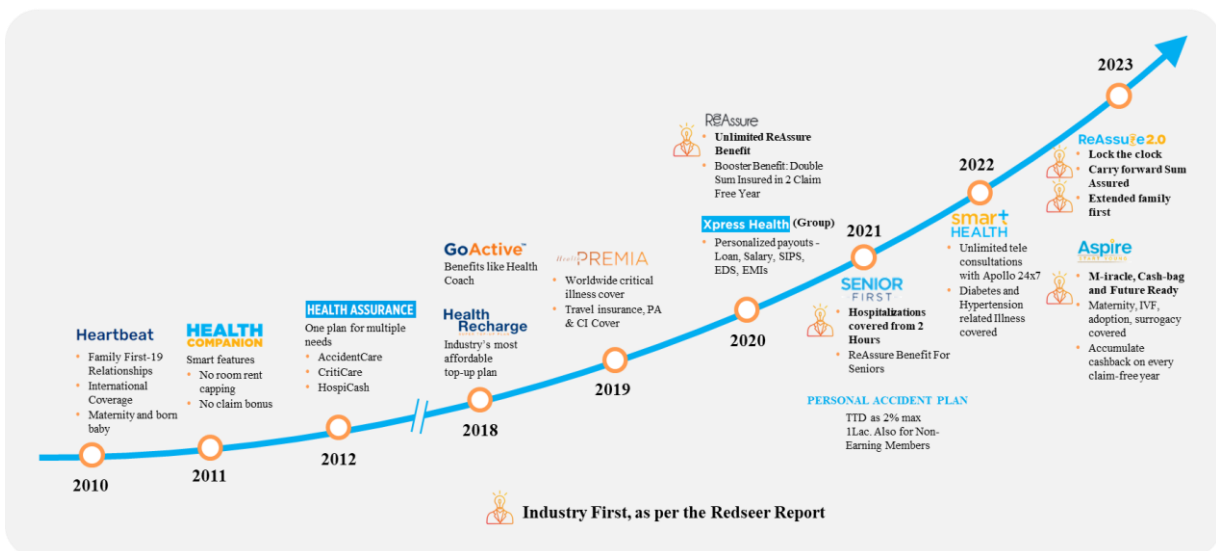 2010
Heartbeat
Family First-19
Relationships
International
Coverage
Maternity and born
baby
2011
HEALTH
COMPANION
Smart features
No room rent
capping
No claim bonus
2012
HEALTH ASSURANCE
One plan for multiple
needs
AccidentCare
CritiCare
HospiCash
2018
GoActive™
Benefits like Health
Coach
Health
Recharge
Industry's most
affordable
top-up plan
2019
Health PREMIA
Worldwide critical
illness cover
Travel insurance, PA
& CI Cover
2020
ReAssure
Unlimited ReAssure
Benefit
Booster Benefit: Double
Sum Insured in 2 Claim
Free Year
Xpress Health (Group)
Personalized payouts -
Loan, Salary, SIPS,
EDS, EMIs
2021
SENIOR
FIRST
Hospitalizations
covered from 2
Hours
ReAssure Benefit For
Seniors
PERSONAL ACCIDENT PLAN
TTD as 2% max
1Lac. Also for Non-
Earning Members
2022
smart
HEALTH
Unlimited tele
consultations
with Apollo 24x7
Diabetes and
Hypertension
related Illness
covered
2023
ReAssure 2.0
Lock the clock
Carry forward Sum
Assured
Extended family
first
Aspire
M-iracle, Cash-bag
and Future Ready
Maternity, IVF,
adoption, surrogacy
covered
Accumulate
cashback on every
claim-free year
Industry First, as per the Redseer Report